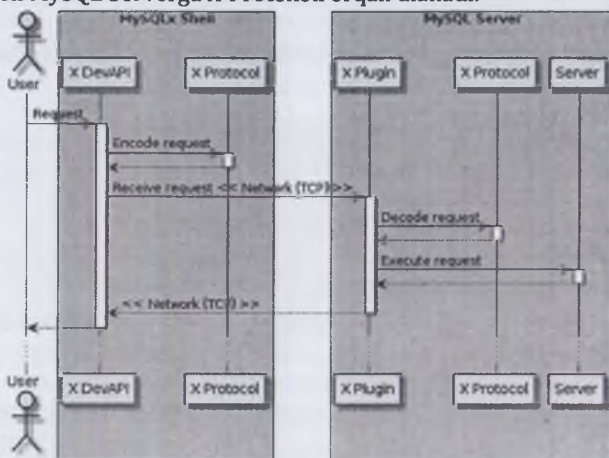 MySQLx Shell
MySQL Server
User
X DevAPI
X Protocol
X Plugin
X Protocol
Server
Request
Encode request
Receive request << Network (TCP)>>
Decode request
Execute request
<< Network (TCP) >>
User
X DevAPI
X Protocol
X Plugin
X Protocol
Server